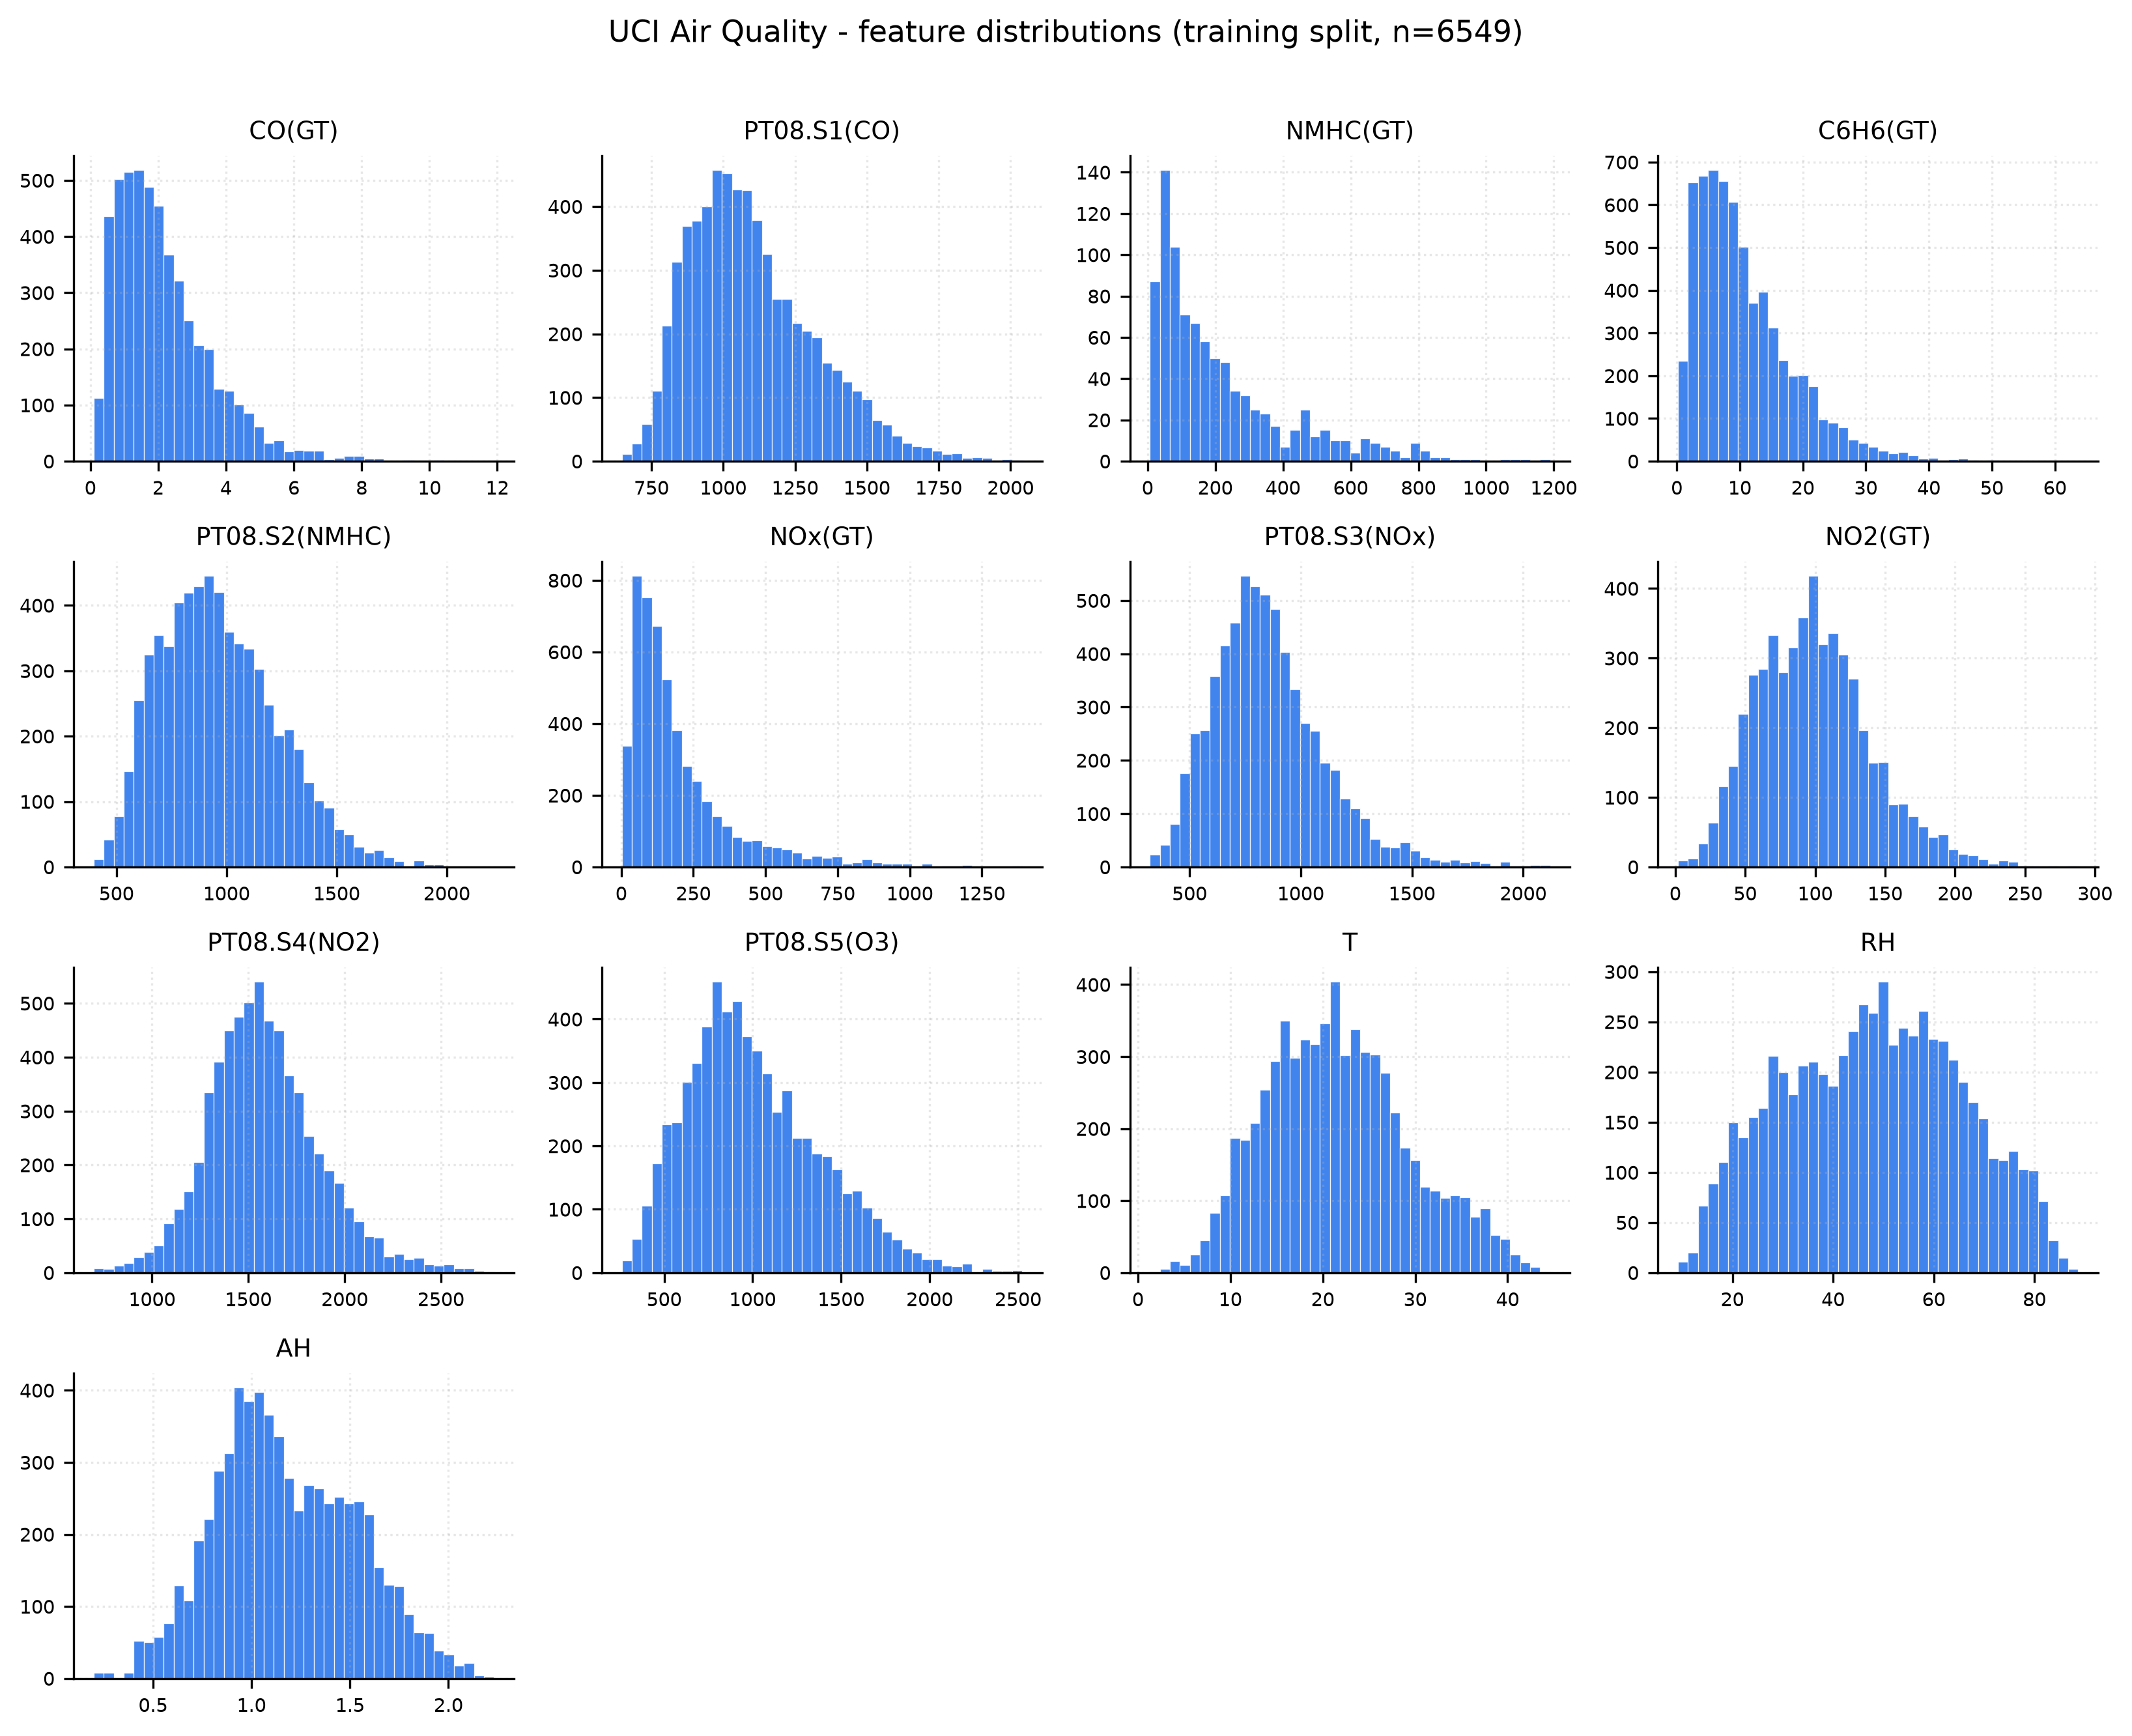 UCI Air Quality - feature distributions (training split, n=6549)
CO(GT)
500
400
300
200
100
0
0 2 4 6 8 10 12
PT08.S1(CO)
400
300
200
100
0
750 1000 1250 1500 1750 2000
NMHC(GT)
140
120
100
80
60
40
20
0
0 200 400 600 800 1000 1200
C6H6(GT)
700
600
500
400
300
200
100
0
0 10 20 30 40 50 60
PT08.S2(NMHC)
400
300
200
100
0
500 1000 1500 2000
NOx(GT)
800
600
400
200
0
0 250 500 750 1000 1250
PT08.S3(NOx)
500
400
300
200
100
0
500 1000 1500 2000
NO2(GT)
400
300
200
100
0
0 50 100 150 200 250 300
PT08.S4(NO2)
500
400
300
200
100
0
1000 1500 2000 2500
PT08.S5(O3)
400
300
200
100
0
500 1000 1500 2000 2500
T
400
300
200
100
0
0 10 20 30 40
RH
300
250
200
150
100
50
0
20 40 60 80
AH
400
300
200
100
0
0.5 1.0 1.5 2.0